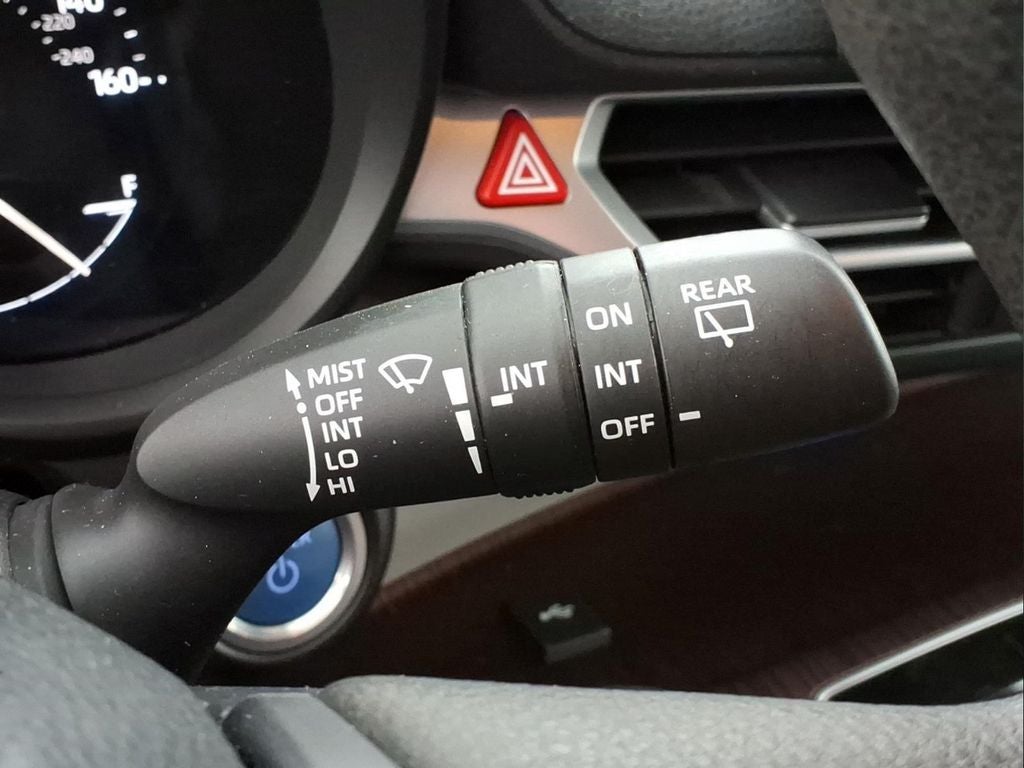 140
220
240
160
F
MIST
OFF
INT
LO
HI
INT
ON
INT
OFF
REAR